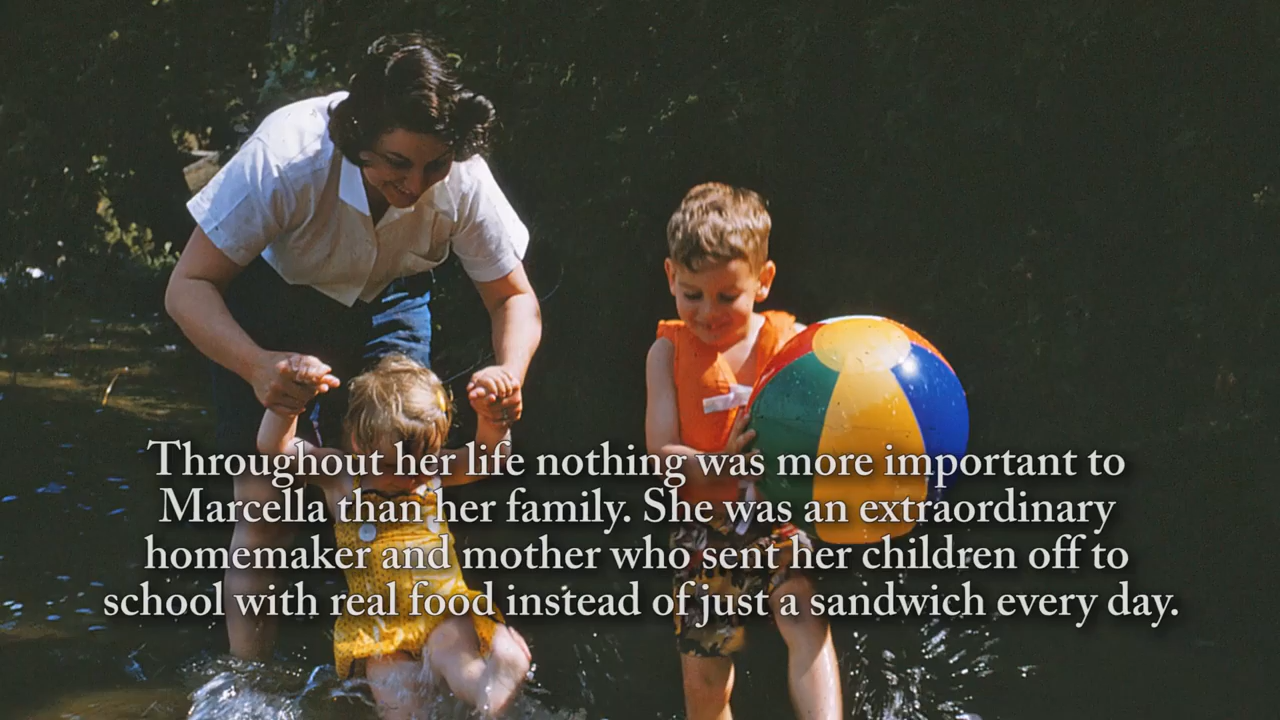 Throughout her life nothing was more important to
Marcella than her family. She was an extraordinary
homemaker and mother who sent her children off to
school with real food instead of just a sandwich every day.